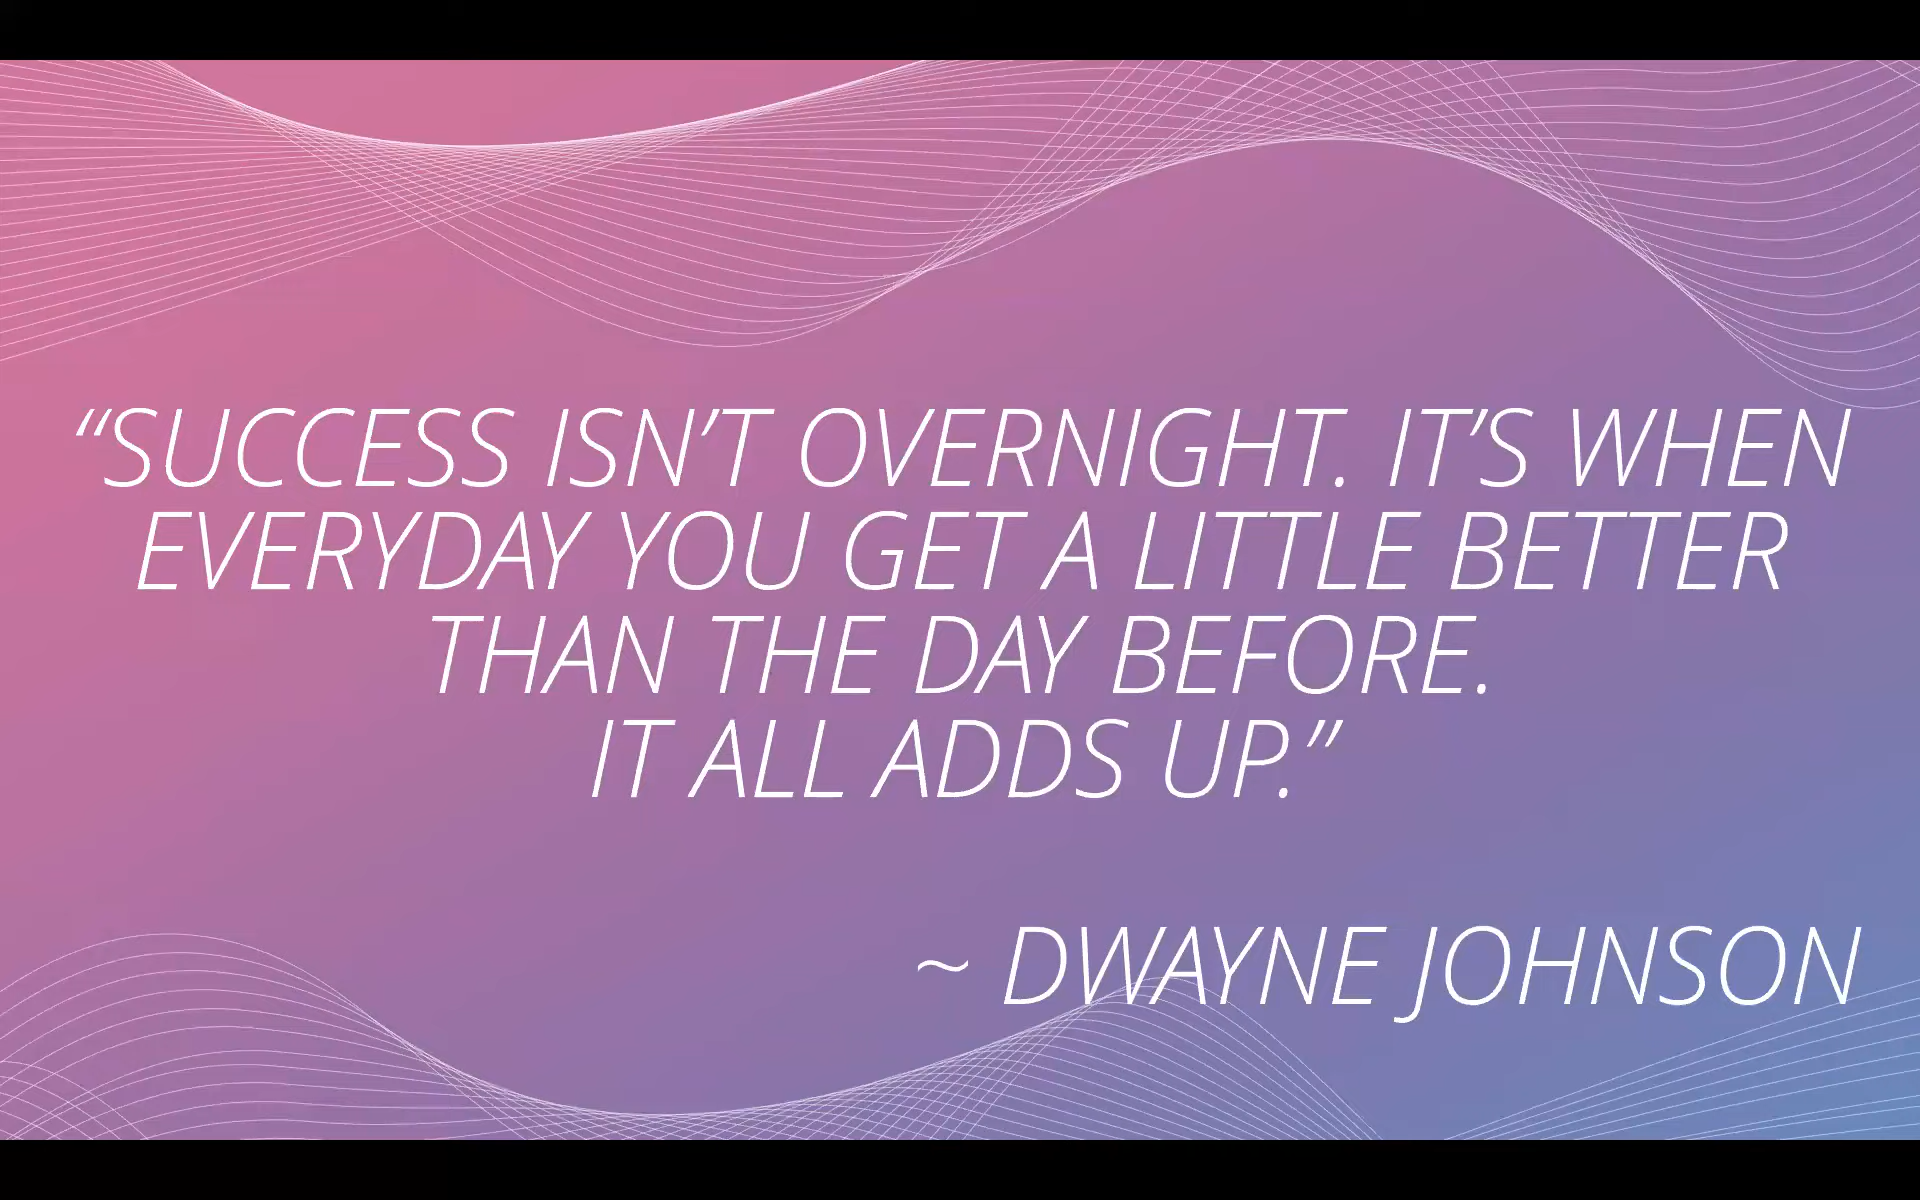 “SUCCESS ISN’T OVERNIGHT. IT’S WHEN
EVERYDAY YOU GET A LITTLE BETTER
THAN THE DAY BEFORE.
IT ALL ADDS UP.”
~ DWAYNE JOHNSON